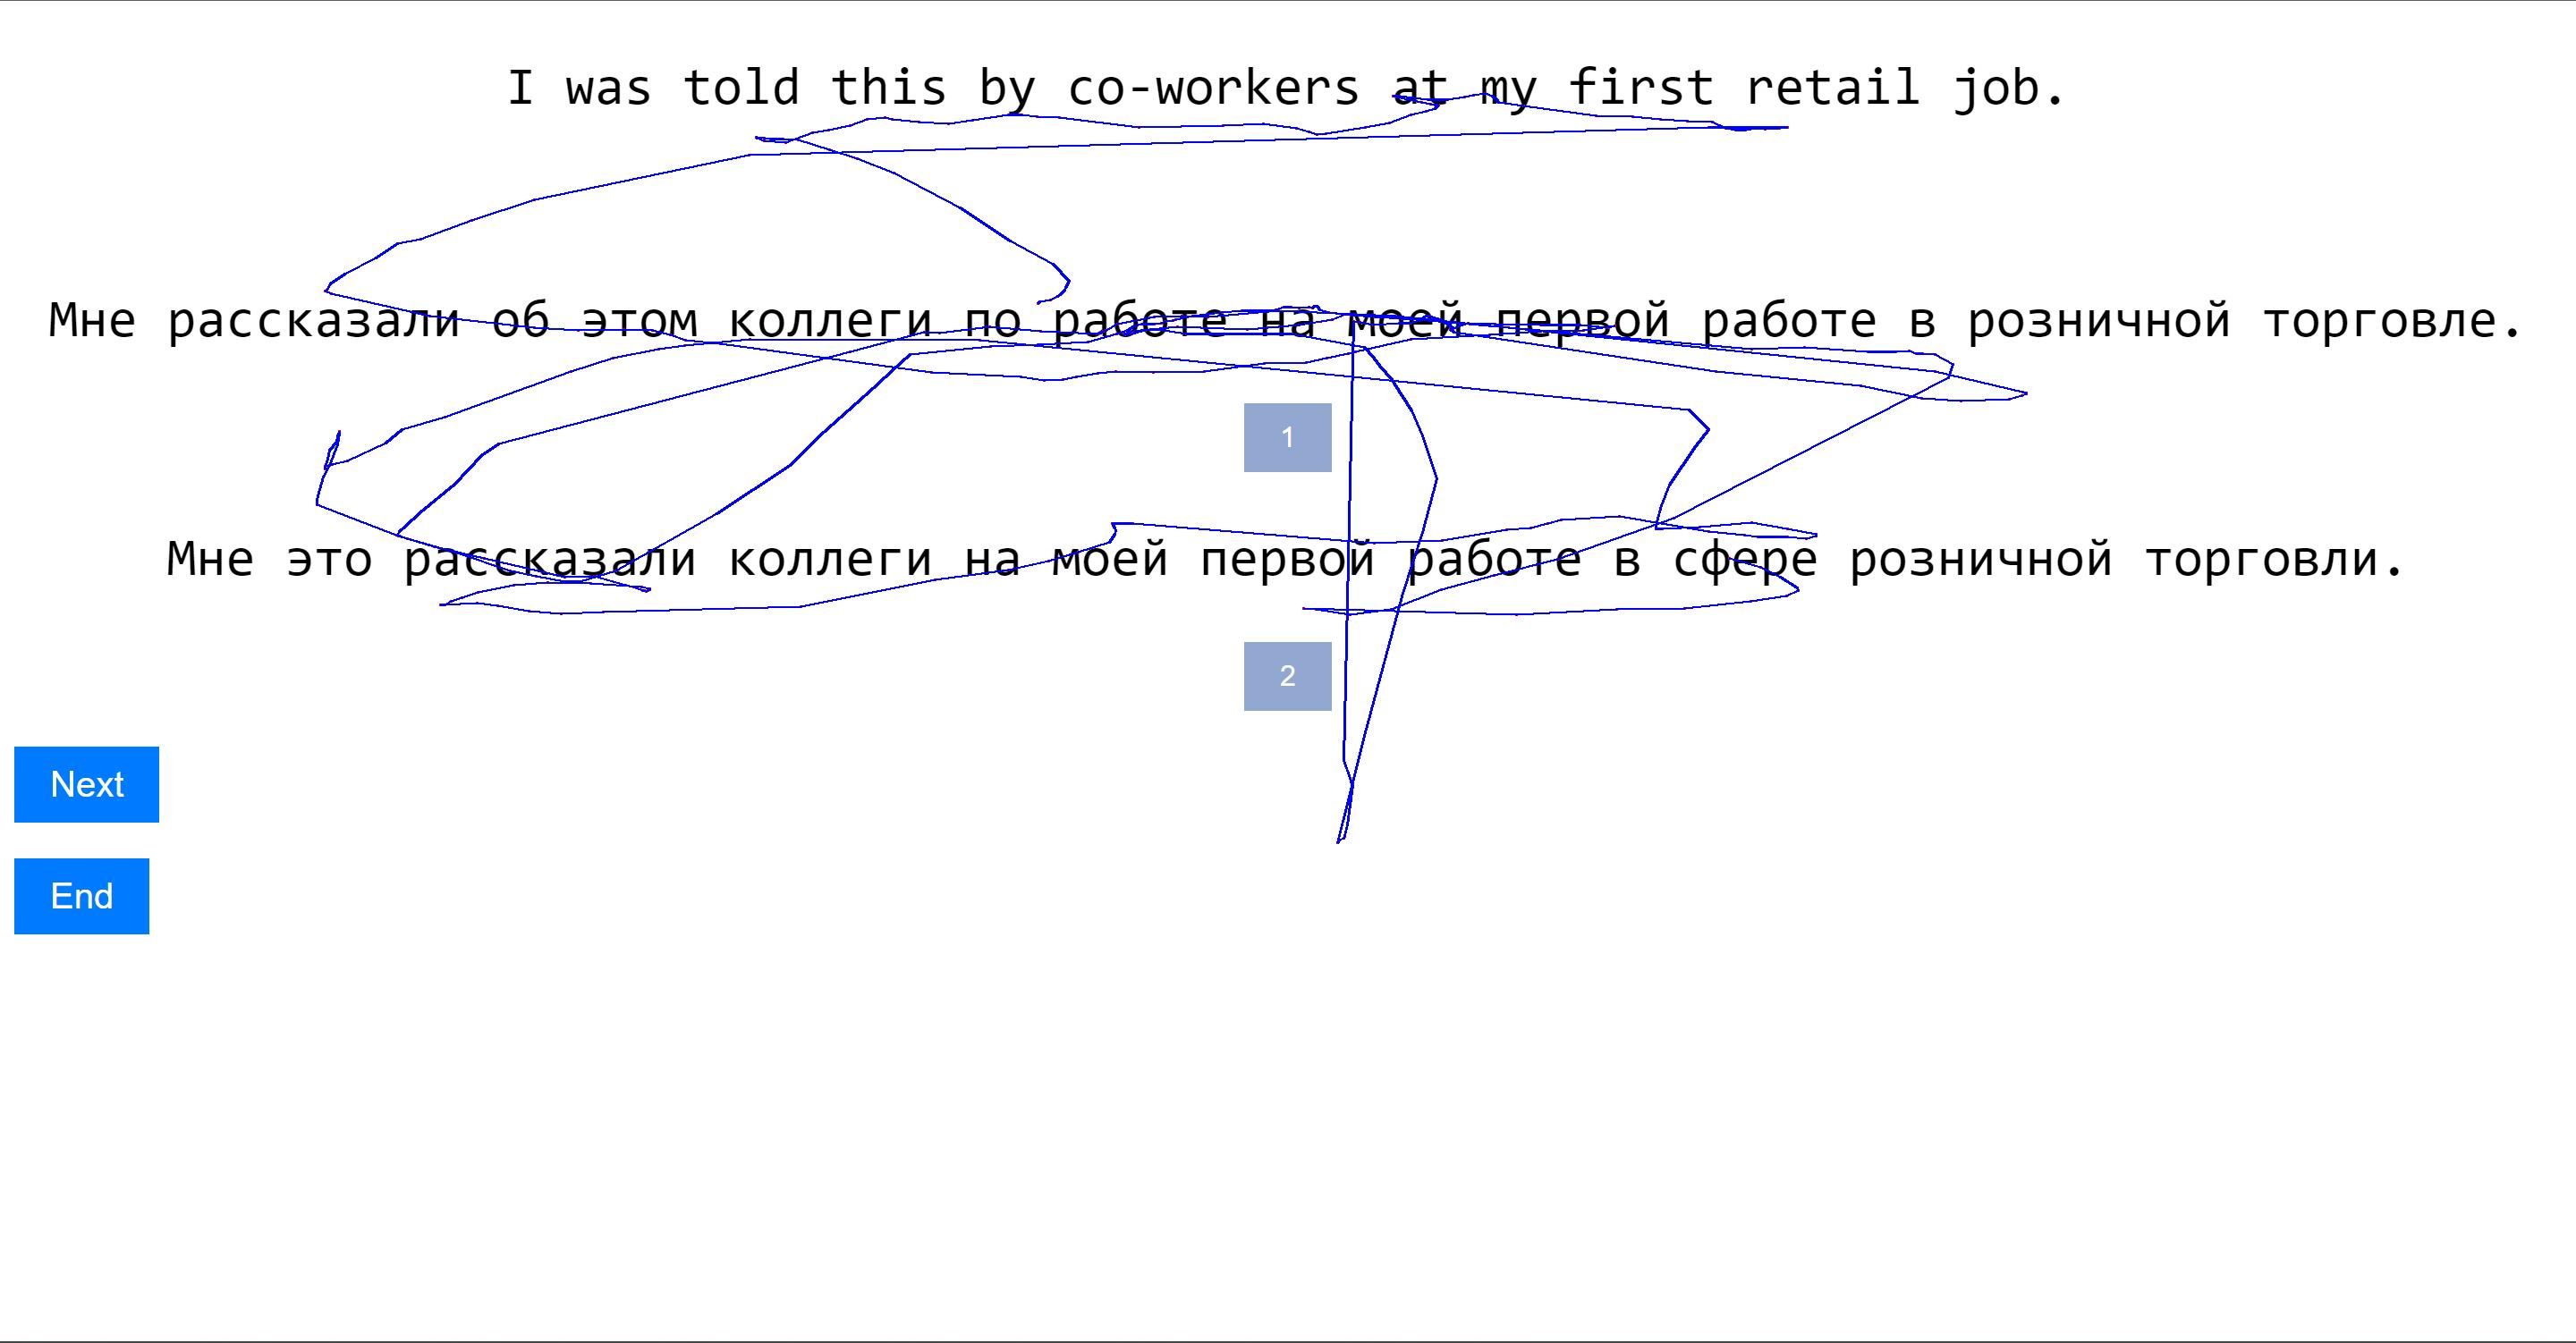 I was told this by co-workers at my first retail job.
Мне рассказали об этом коллеги по работе на моей первой работе в розничной торговле.
1
Мне это рассказали коллеги на моей первой работе в сфере розничной торговли.
2
Next
End